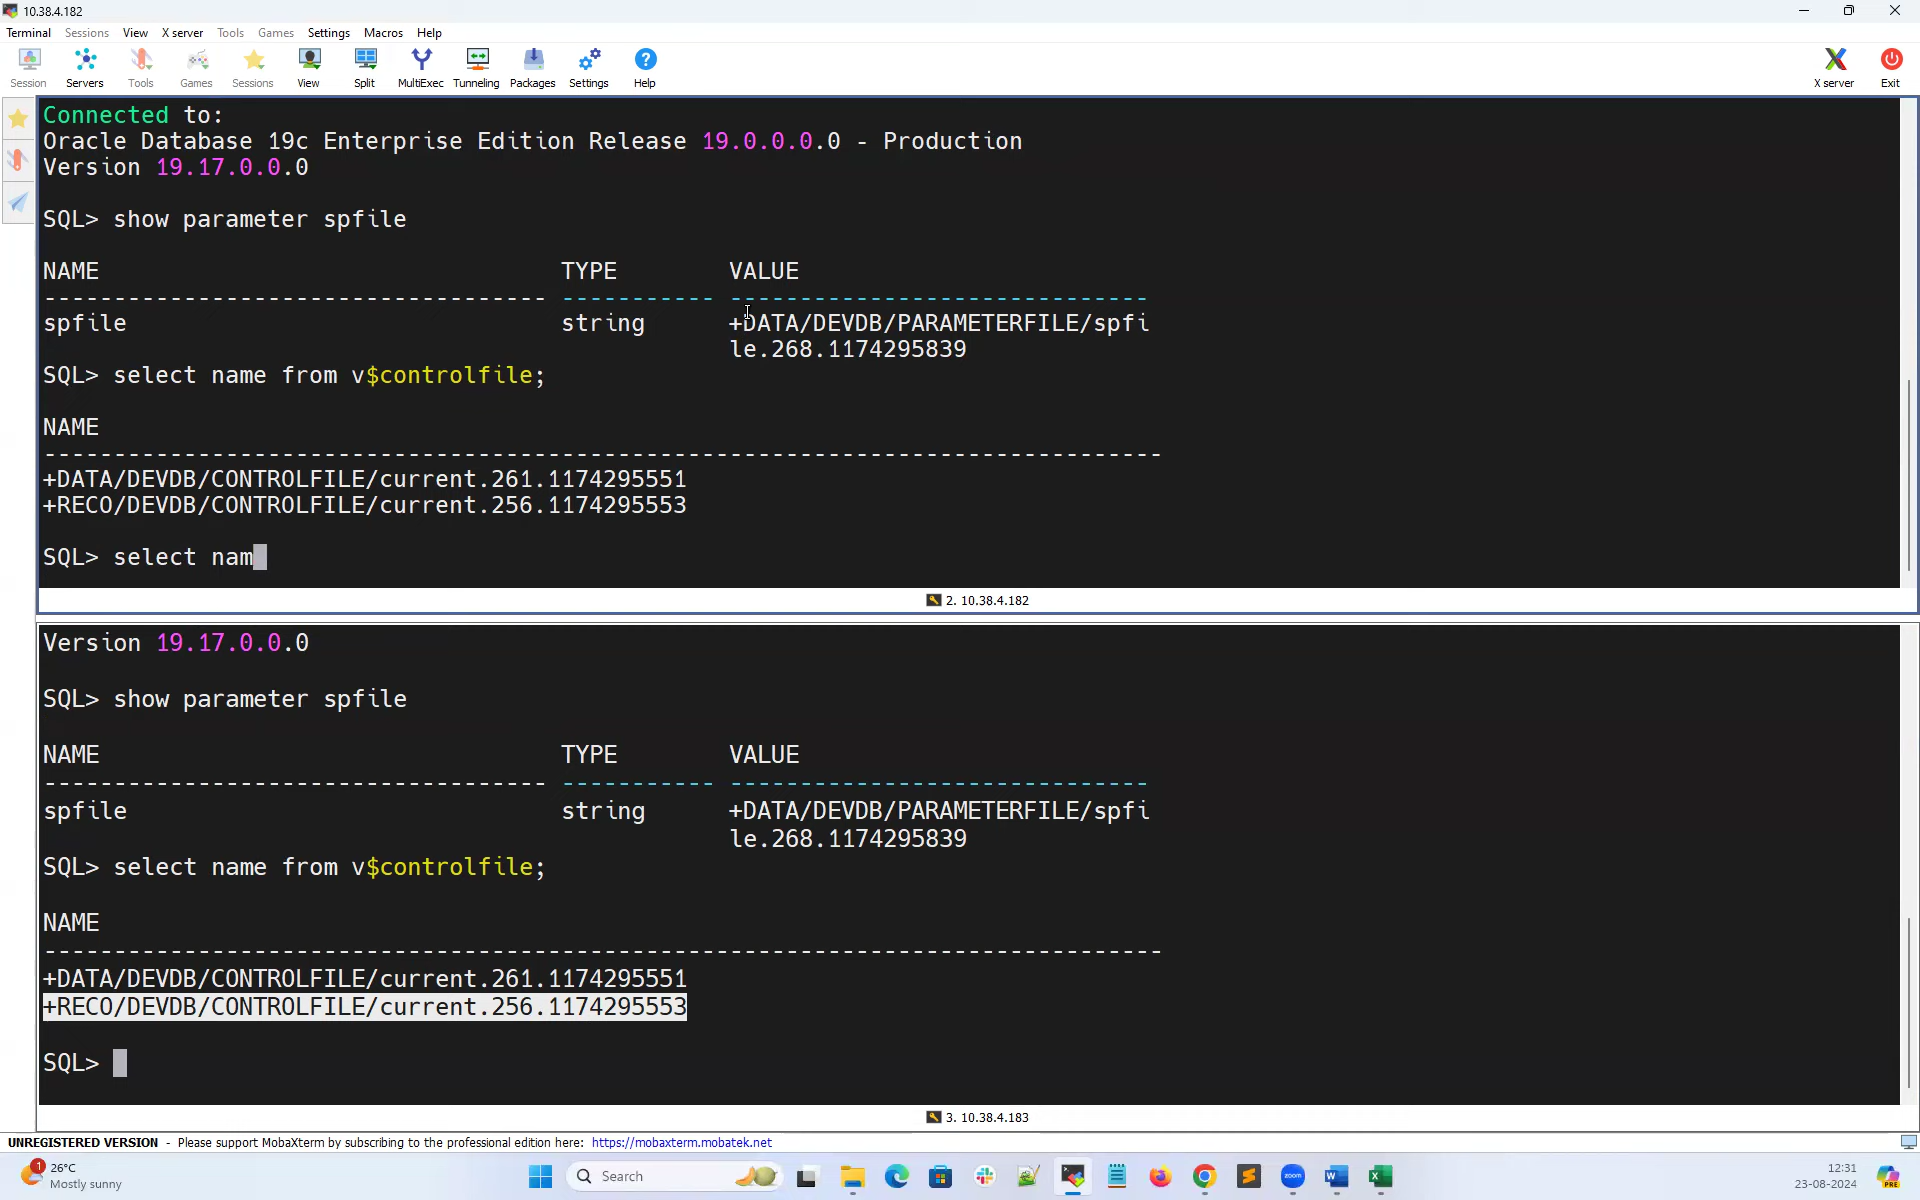 10.38.4.182
Terminal Sessions View X server Tools Games Settings Macros Help
Session Servers Tools Games Sessions View Split MultiExec Tunneling Packages Settings Help X server Exit
Connected to:
Oracle Database 19c Enterprise Edition Release 19.0.0.0.0 - Production
Version 19.17.0.0.0
SQL> show parameter spfile
NAME TYPE VALUE
------------------------------------ ----------- ------------------------------
spfile string +DATA/DEVDB/PARAMETERFILE/spfi
le.268.1174295839
SQL> select name from v$controlfile;
NAME
--------------------------------------------------------------------------------
+DATA/DEVDB/CONTROLFILE/current.261.1174295551
+RECO/DEVDB/CONTROLFILE/current.256.1174295553
SQL> select nam
2. 10.38.4.182
Version 19.17.0.0.0
SQL> show parameter spfile
NAME TYPE VALUE
------------------------------------ ----------- ------------------------------
spfile string +DATA/DEVDB/PARAMETERFILE/spfi
le.268.1174295839
SQL> select name from v$controlfile;
NAME
--------------------------------------------------------------------------------
+DATA/DEVDB/CONTROLFILE/current.261.1174295551
+RECO/DEVDB/CONTROLFILE/current.256.1174295553
SQL>
3. 10.38.4.183
UNREGISTERED VERSION - Please support MobaXterm by subscribing to the professional edition here: https://mobaxterm.mobatek.net
1 26°C
Mostly sunny
Search
zoom
12:31
23-08-2024
PRE